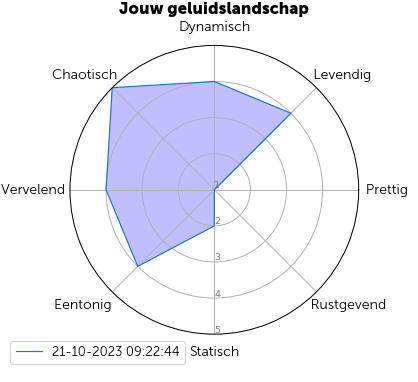 Jouw geluidslandschap
Dynamisch
Chaotisch
Levendig
Vervelend
1
Prettig
2
3
4
Eentonig
Rustgevend
5
21-10-2023 09:22:44
Statisch